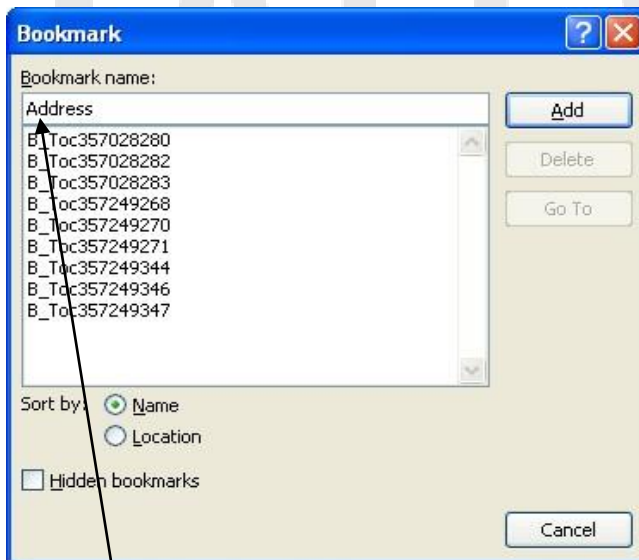 Bookmark
Bookmark name:
Address
Add
B_Toc357028280
B_Toc357028282
B_Toc357028283
B_Toc357249268
B_Toc357249270
B_Toc357249271
B_Toc357249344
B_Toc357249346
B_Toc357249347
Delete
Go To
Sort by: Name
Location
Hidden bookmarks
Cancel